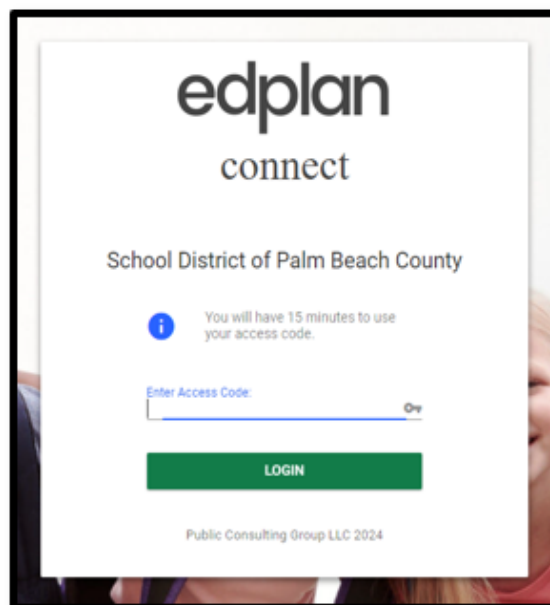 edplan
connect
School District of Palm Beach County
You will have 15 minutes to use
your access code.
Enter Access Code:
LOGIN
Public Consulting Group LLC 2024